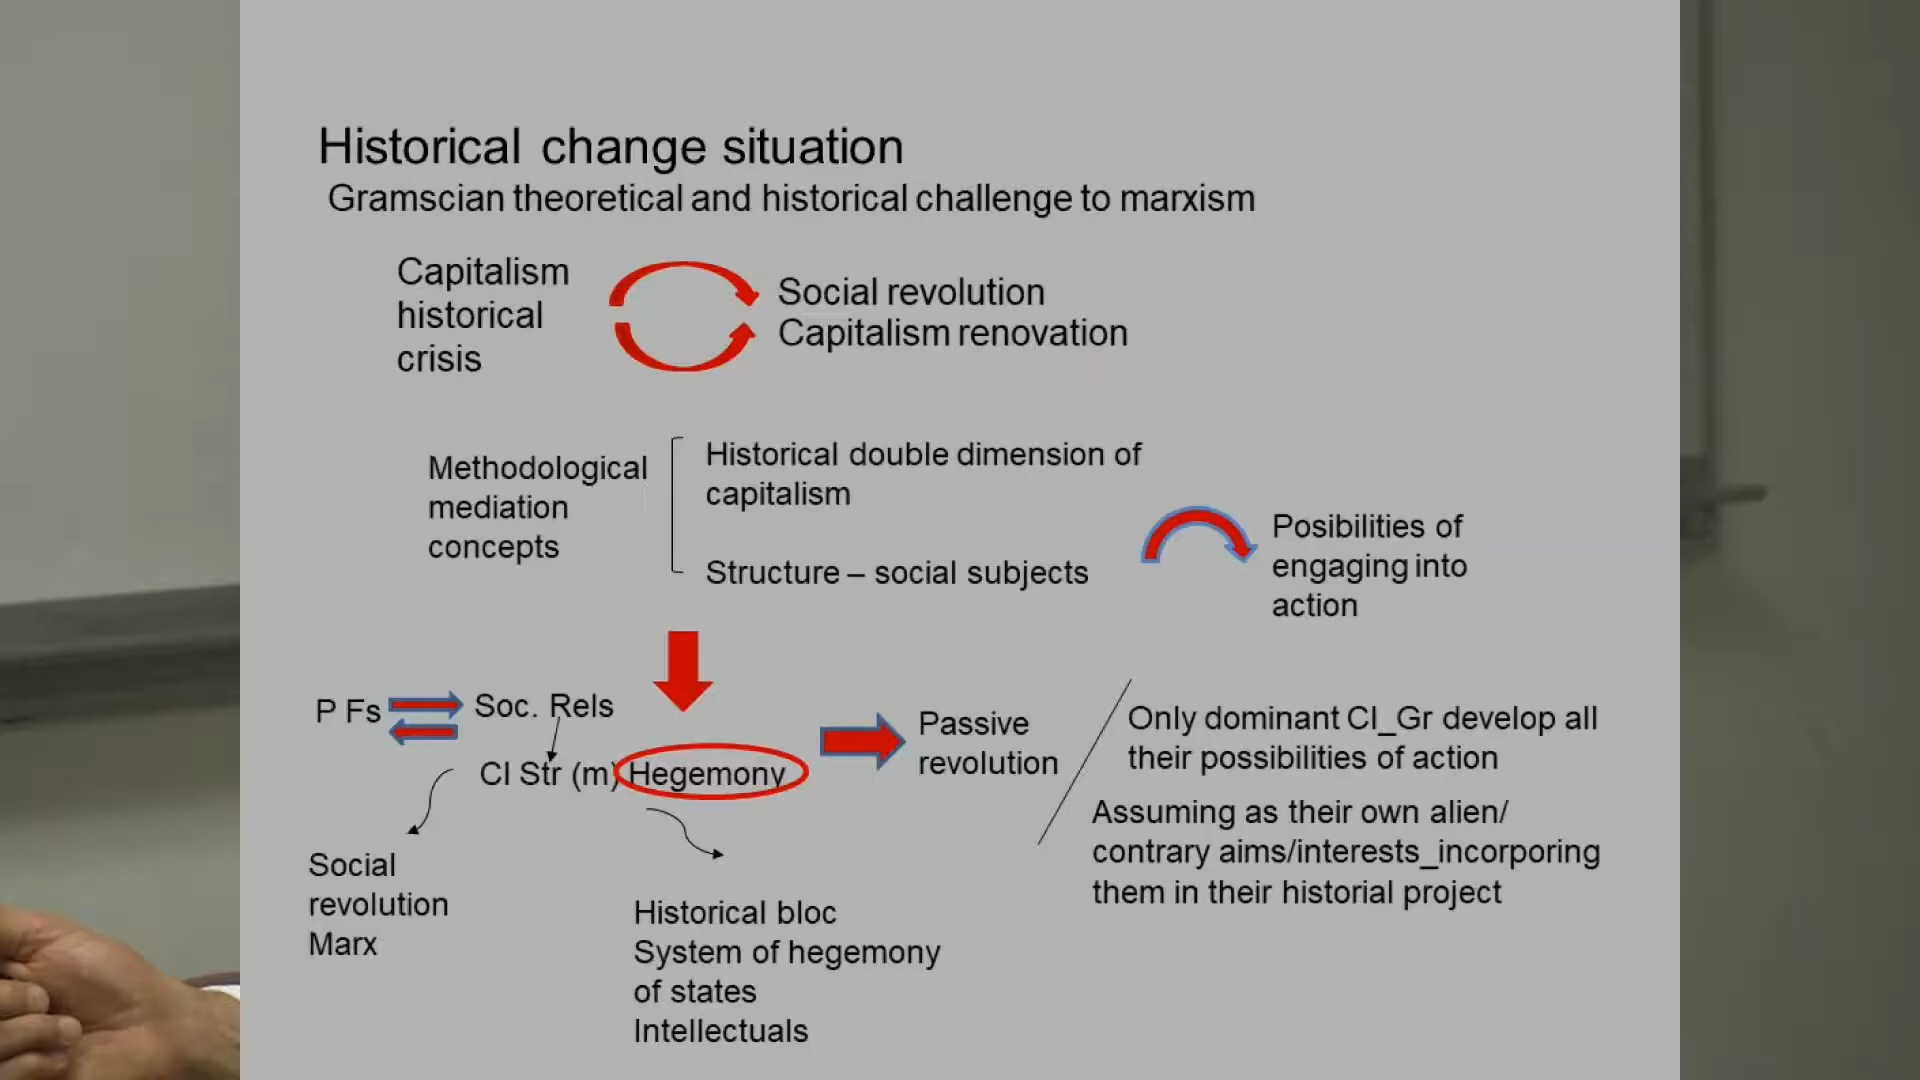 Historical change situation
Gramscian theoretical and historical challenge to marxism
Capitalism
historical
crisis
Social revolution
Capitalism renovation
Methodological
mediation
concepts
Historical double dimension of
capitalism
Structure – social subjects
Posibilities of
engaging into
action
P Fs
Soc. Rels
Cl Str (m) Hegemony
Passive
revolution
Only dominant Cl_Gr develop all
their possibilities of action
Assuming as their own alien/
contrary aims/interests_incorporing
them in their historial project
Social
revolution
Marx
Historical bloc
System of hegemony
of states
Intellectuals